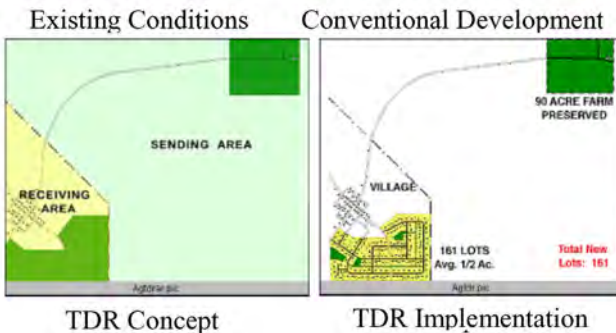 Existing Conditions
Conventional Development
SENDING AREA
RECEIVING
AREA
90 ACRE FARM
PRESERVED
VILLAGE
161 LOTS
Avg. 1/2 Ac.
Total New
Lots: 161
TDR Concept
TDR Implementation